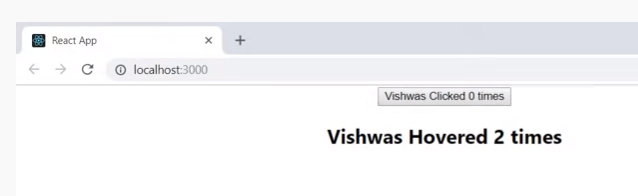 React App
localhost:3000
Vishwas Clicked 0 times
Vishwas Hovered 2 times